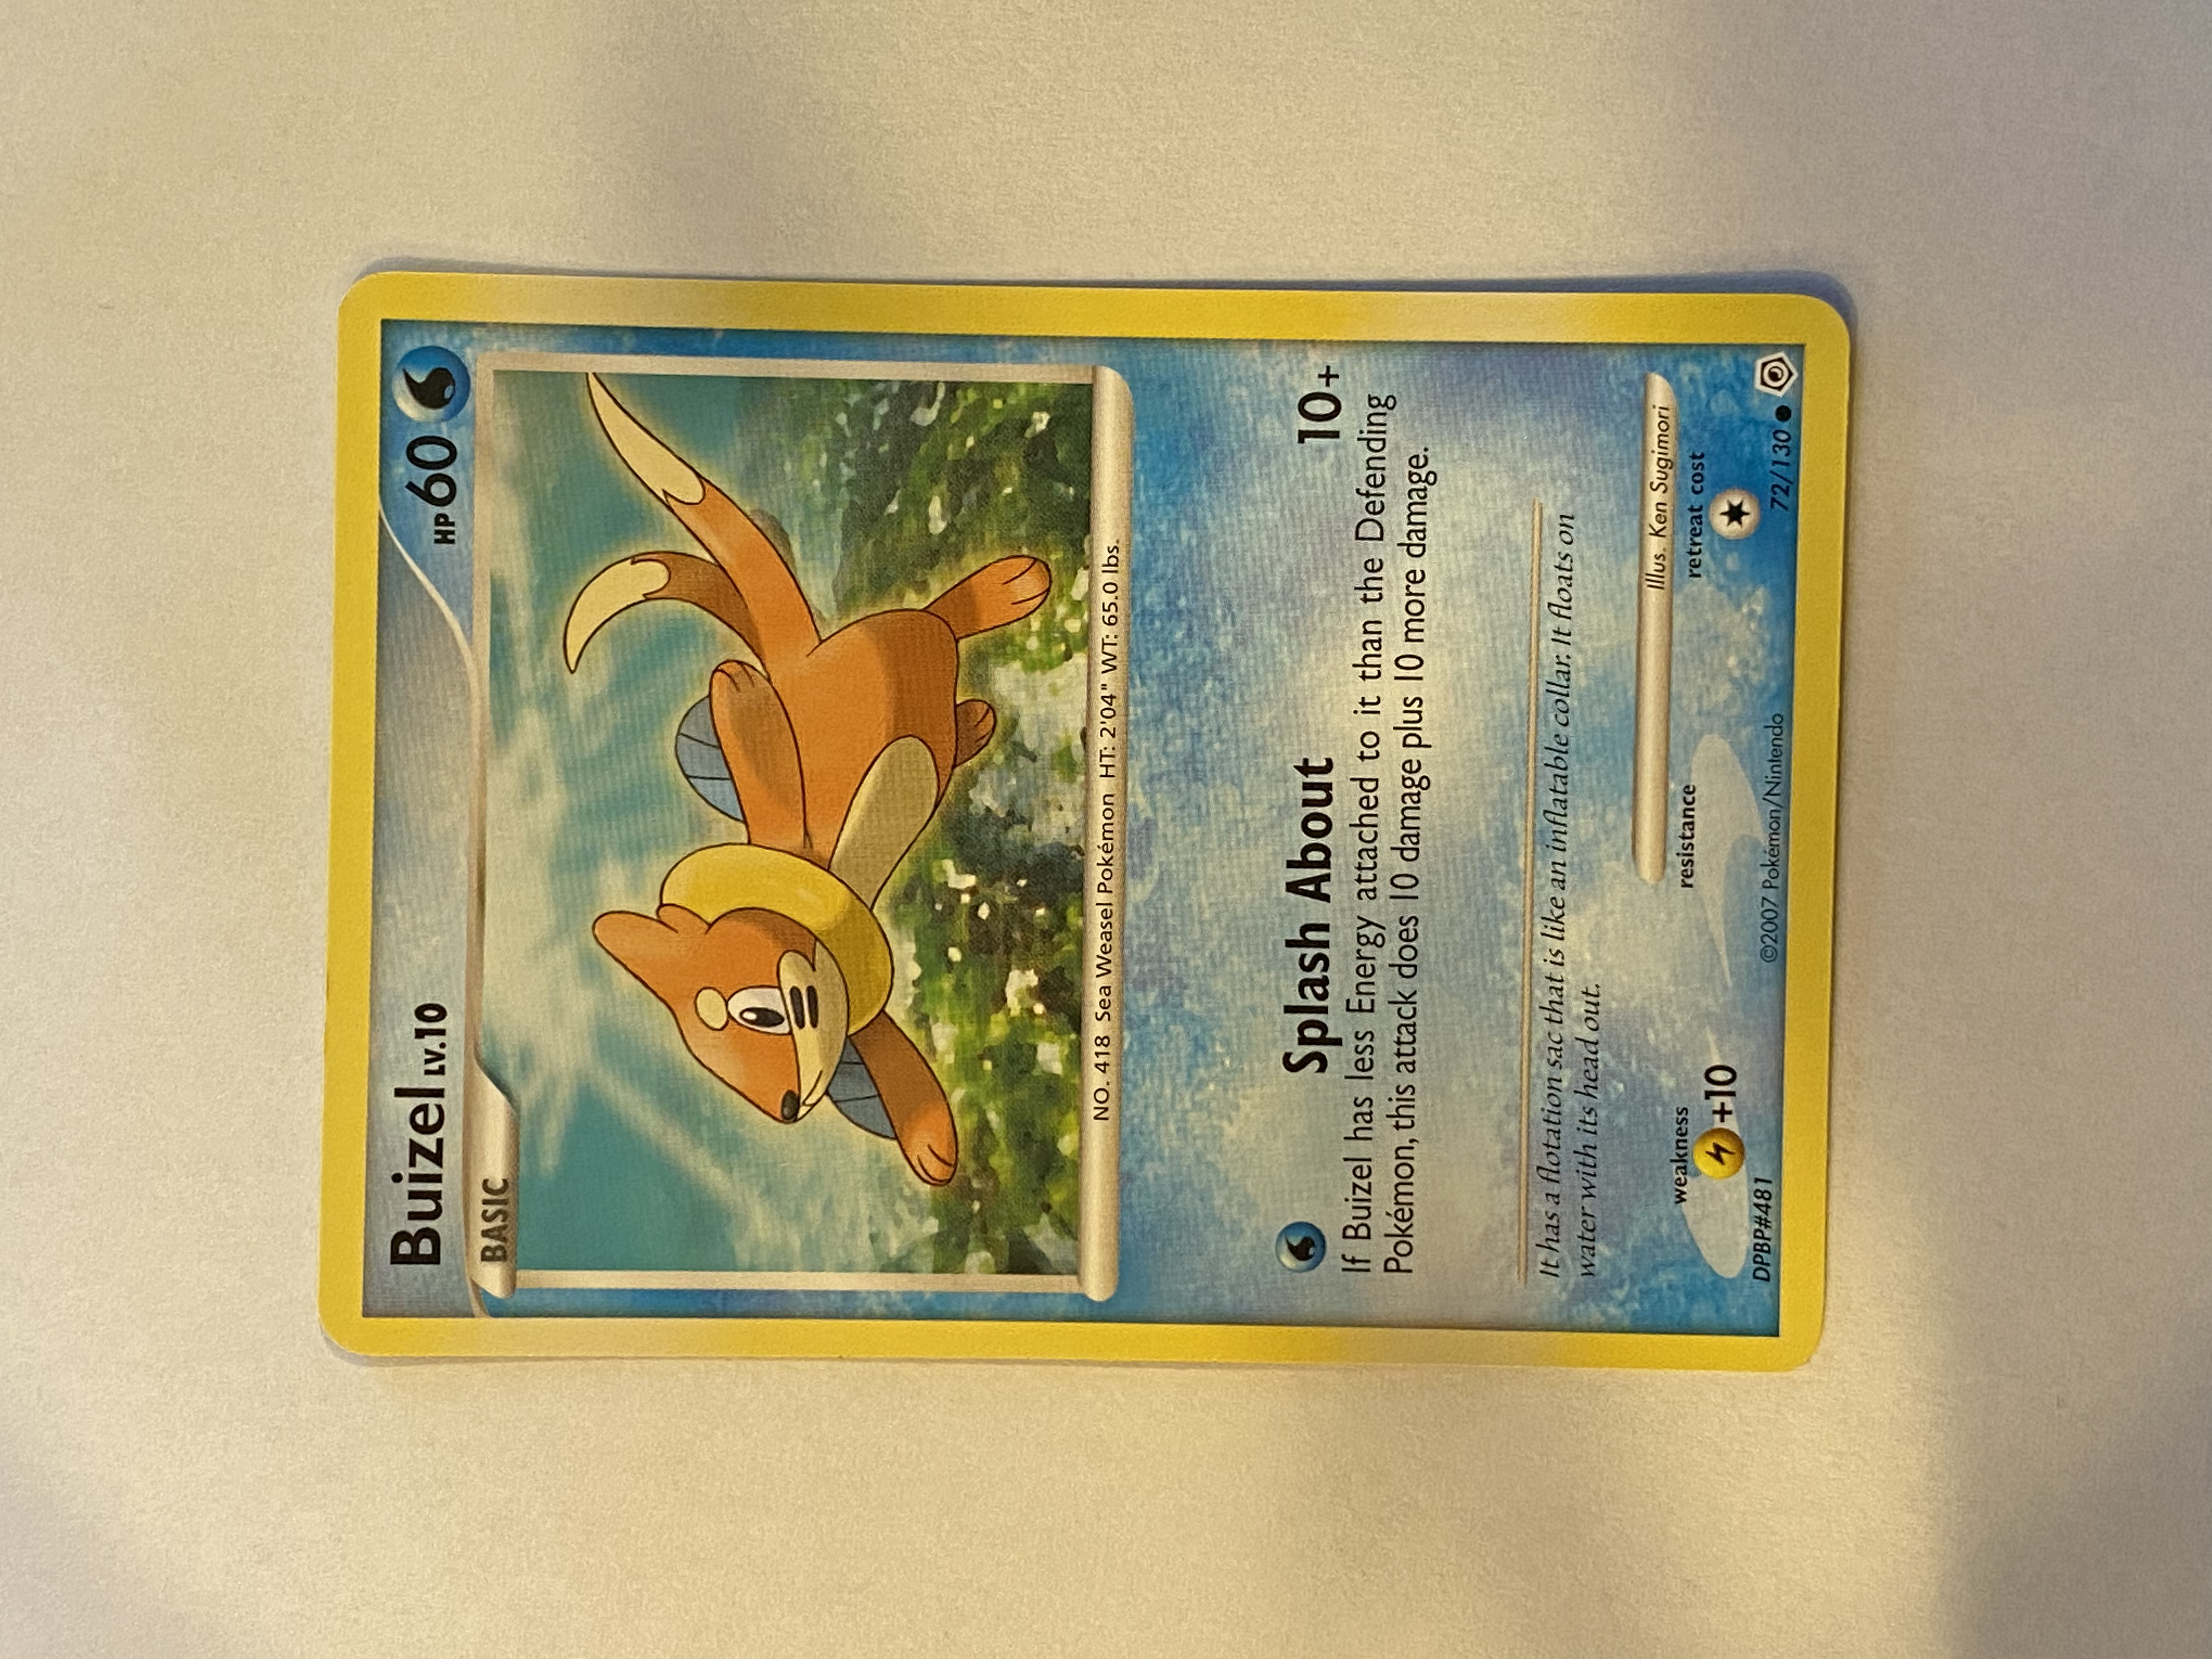 Buizel LV.10 HP 60
BASIC
NO. 418 Sea Weasel Pokémon HT: 2'04" WT: 65.0 lbs.
Splash About 10+
If Buizel has less Energy attached to it than the Defending
Pokémon, this attack does 10 damage plus 10 more damage.
It has a flotation sac that is like an inflatable collar. It floats on
water with its head out.
Illus. Ken Sugimori
weakness resistance retreat cost
+10
DPBP#481 ©2007 Pokémon/Nintendo 72/130